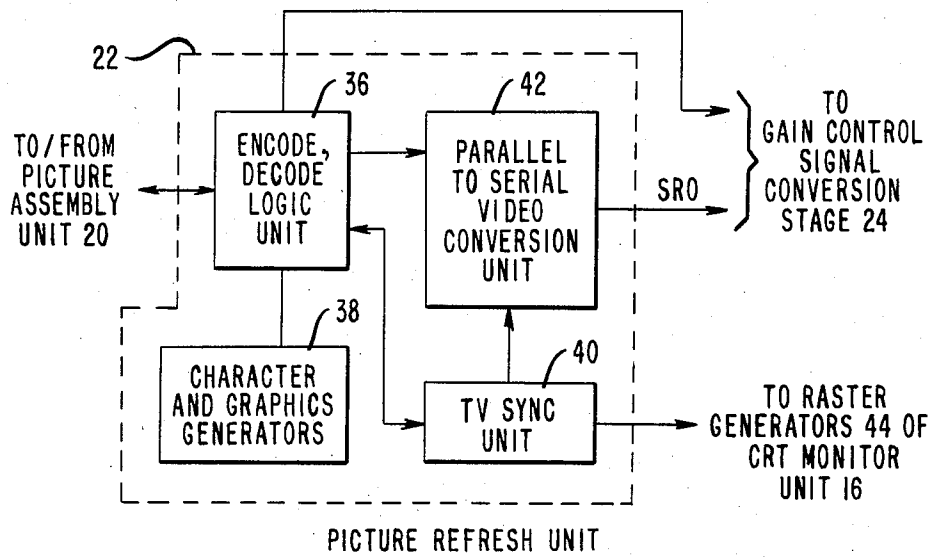 22
36
42
TO/FROM
PICTURE
ASSEMBLY
UNIT 20
ENCODE,
DECODE
LOGIC
UNIT
PARALLEL
TO SERIAL
VIDEO
CONVERSION
UNIT
SRO
TO
GAIN CONTROL
SIGNAL
CONVERSION
STAGE 24
38
CHARACTER
AND GRAPHICS
GENERATORS
40
TV SYNC
UNIT
TO RASTER
GENERATORS 44 OF
CRT MONITOR
UNIT 16
PICTURE REFRESH UNIT